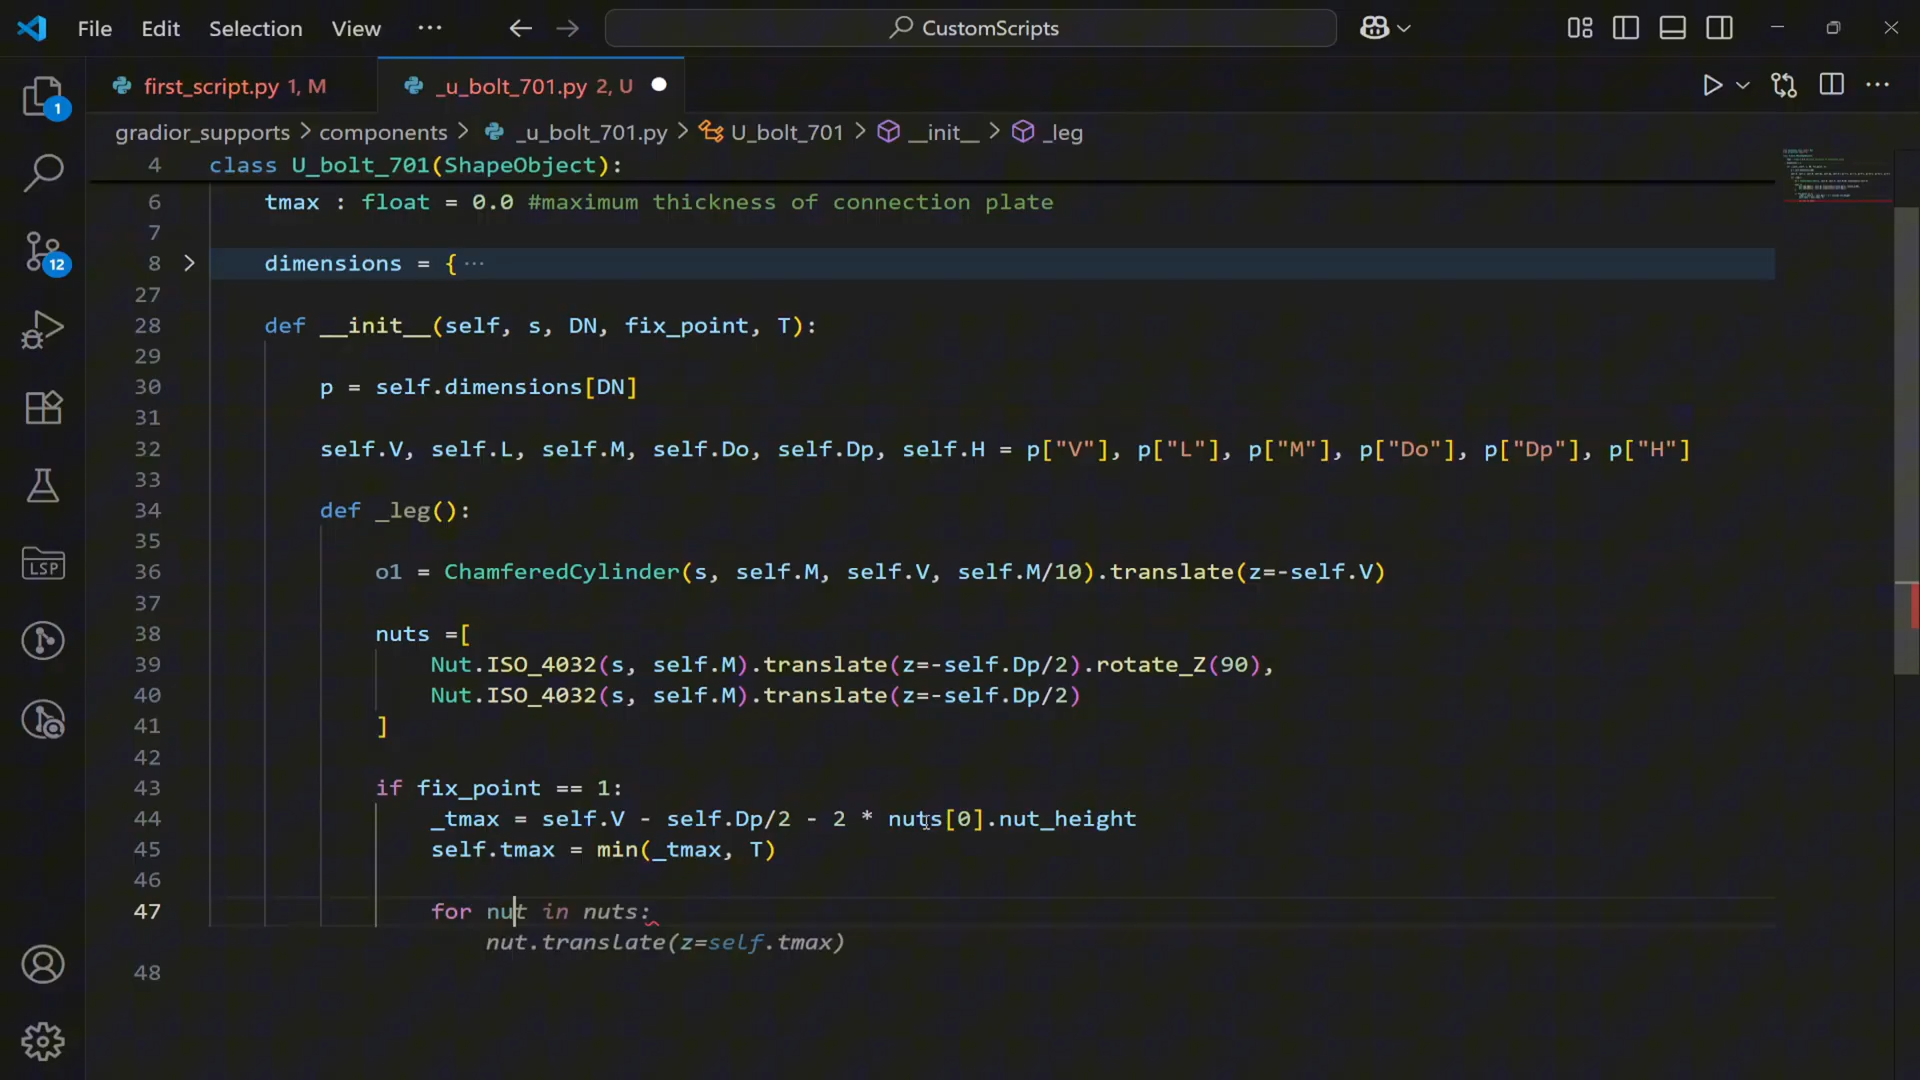 File Edit Selection View ··· CustomScripts
first_script.py 1, M _u_bolt_701.py 2, U
gradior_supports > components > _u_bolt_701.py > U_bolt_701 > __init__ > _leg
4 class U_bolt_701(ShapeObject):
6 tmax : float = 0.0 #maximum thickness of connection plate
7
8 dimensions = { ···
27
28 def __init__(self, s, DN, fix_point, T):
29
30 p = self.dimensions[DN]
31
32 self.V, self.L, self.M, self.Do, self.Dp, self.H = p["V"], p["L"], p["M"], p["Do"], p["Dp"], p["H"]
33
34 def _leg():
35
36 o1 = ChamferedCylinder(s, self.M, self.V, self.M/10).translate(z=-self.V)
37
38 nuts =[
39 Nut.ISO_4032(s, self.M).translate(z=-self.Dp/2).rotate_Z(90),
40 Nut.ISO_4032(s, self.M).translate(z=-self.Dp/2)
41 ]
42
43 if fix_point == 1:
44 _tmax = self.V - self.Dp/2 - 2 * nuts[0].nut_height
45 self.tmax = min(_tmax, T)
46
47 for nut in nuts:
nut.translate(z=self.tmax)
48
1
12
LSP